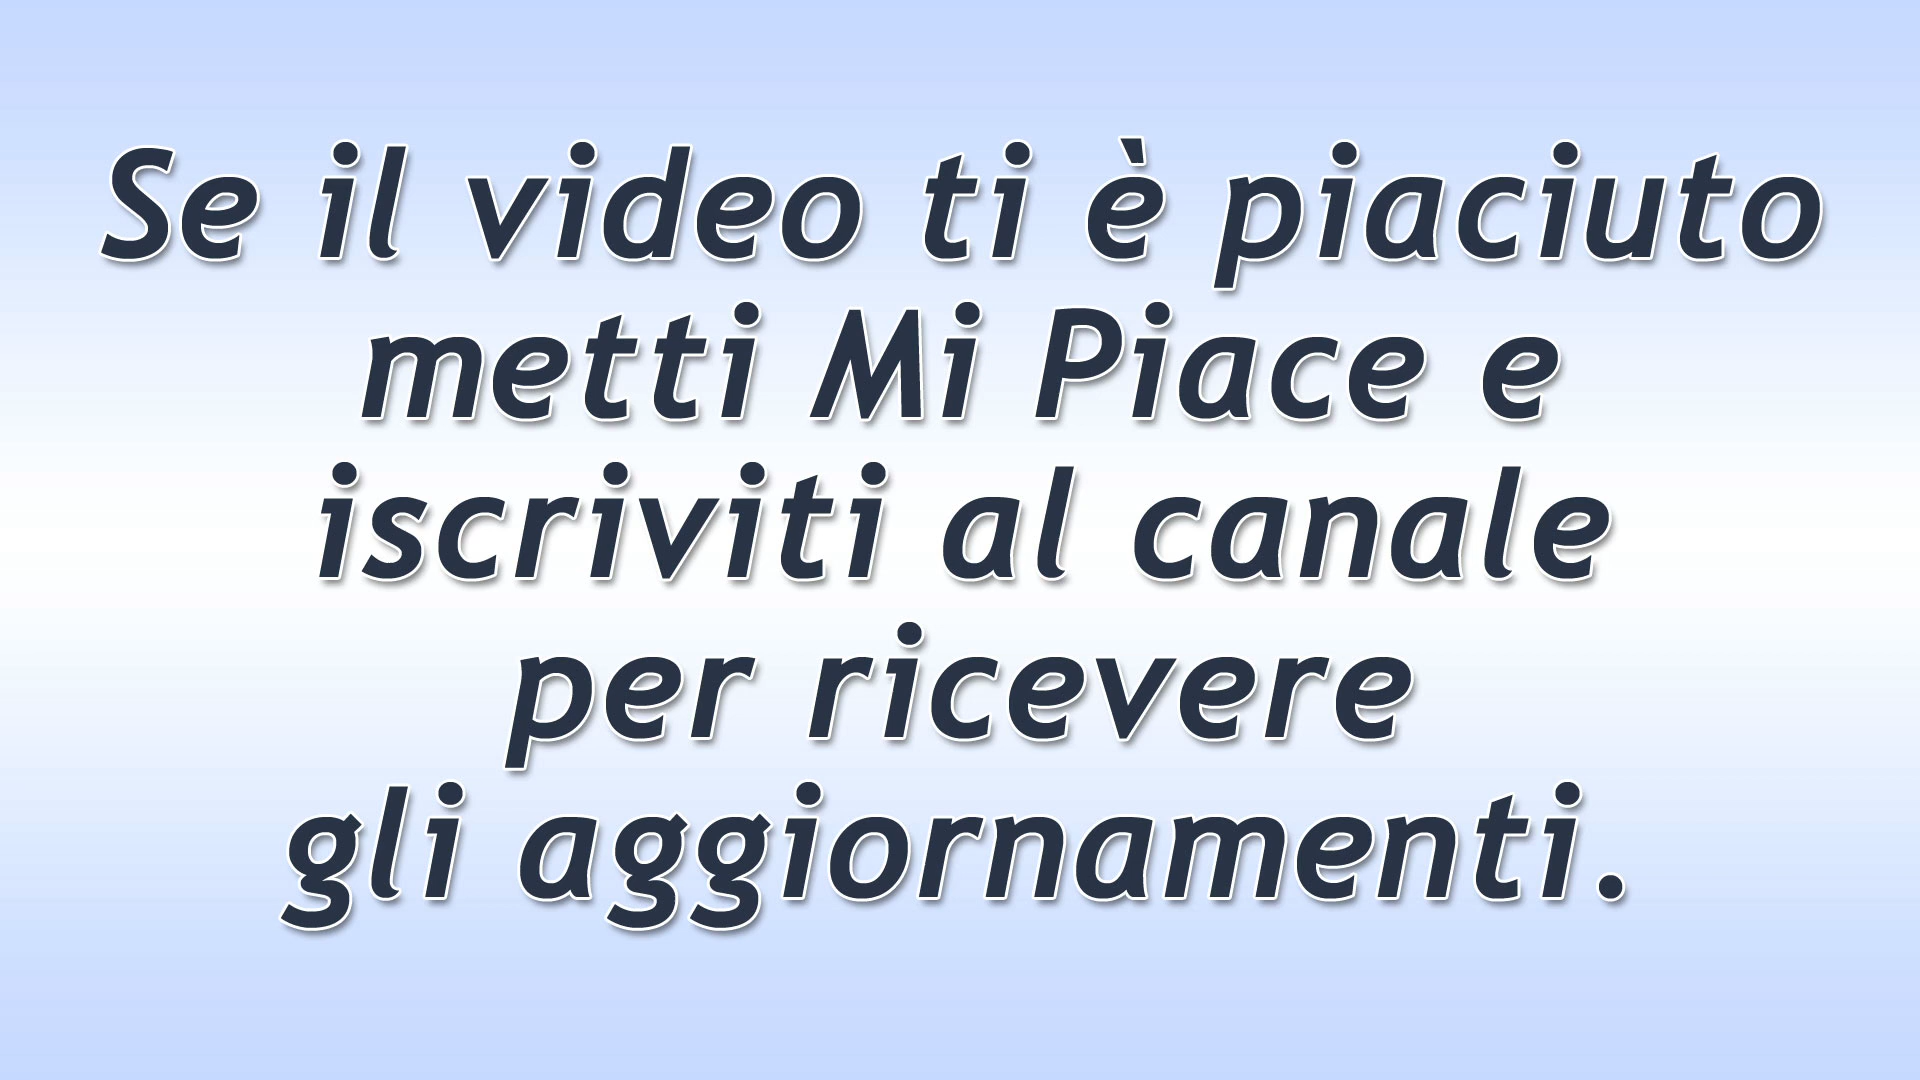 Se il video ti è piaciuto
metti Mi Piace e
iscriviti al canale
per ricevere
gli aggiornamenti.